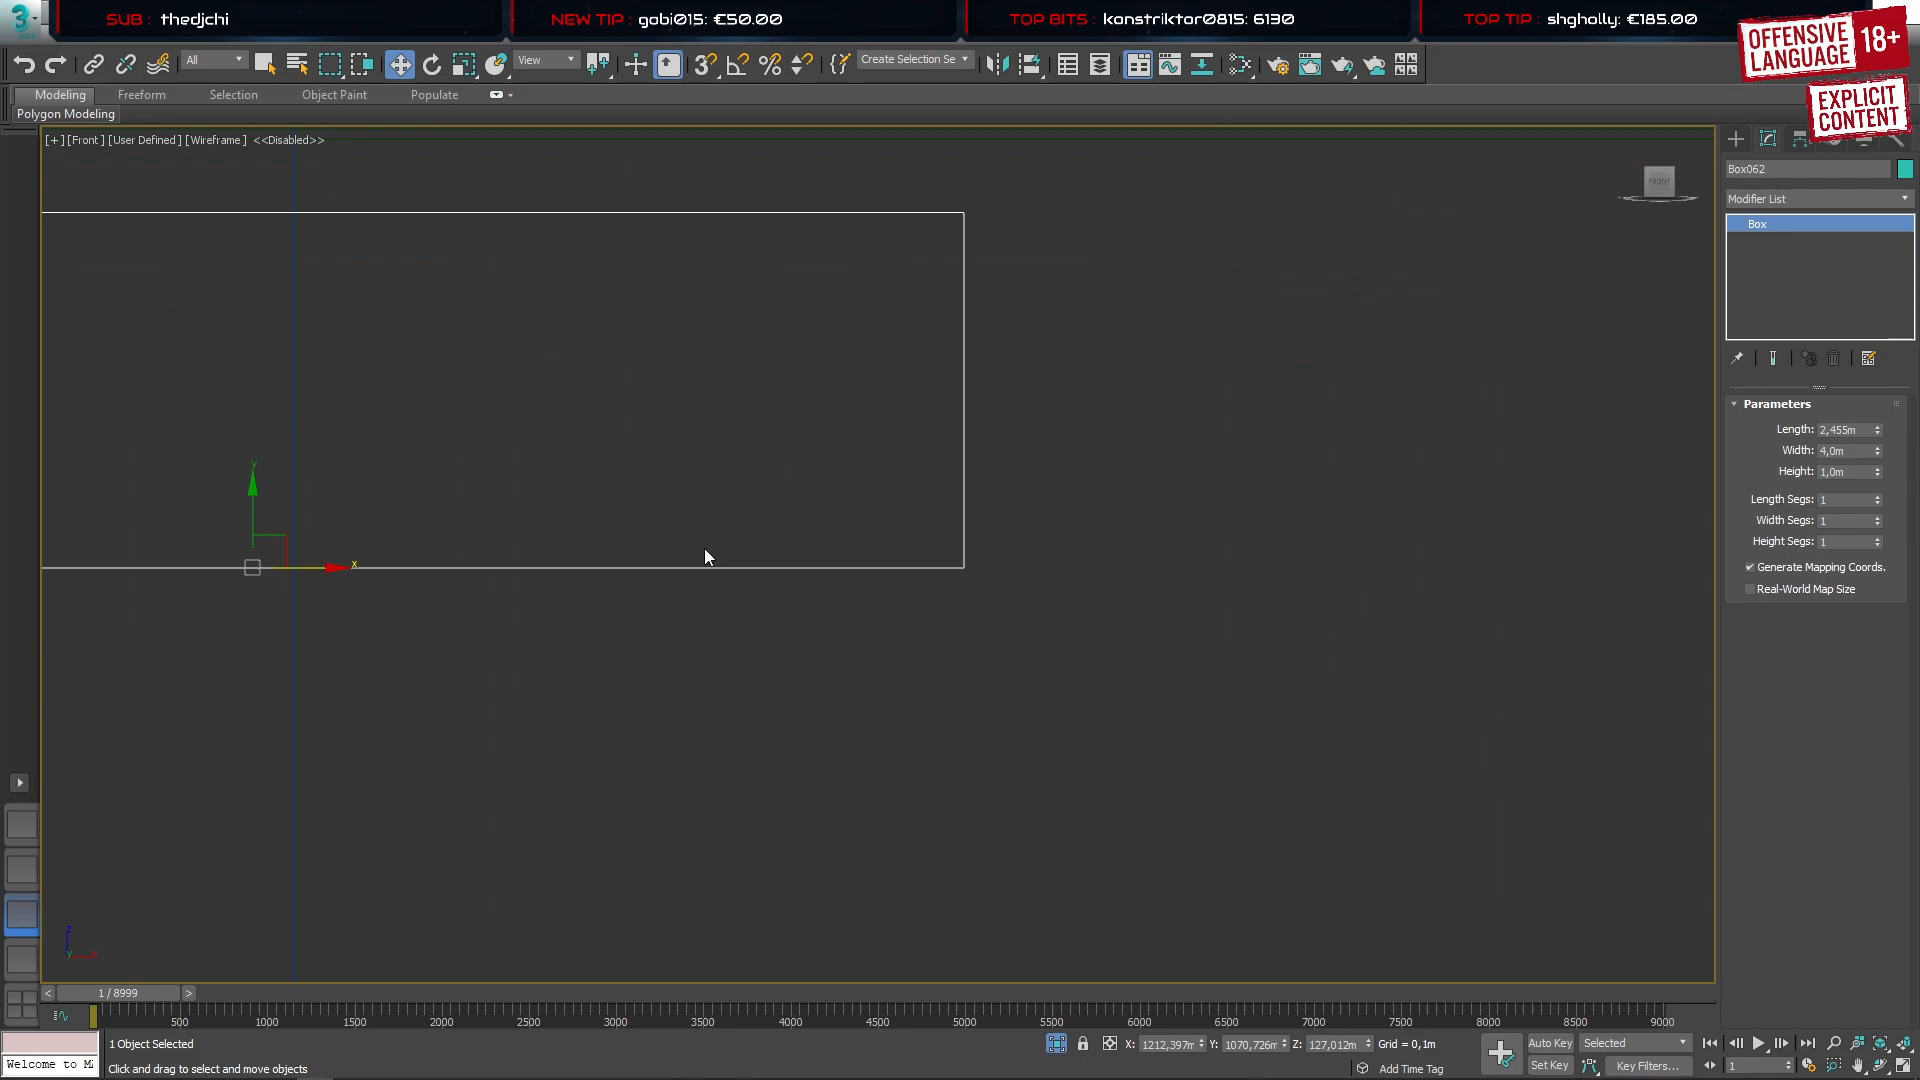 SUB : thedjchi
NEW TIP : gobi015: €50.00
TOP BITS : konstriktor0815: 6130
TOP TIP : shgholly: €185.00
OFFENSIVE LANGUAGE 18+
EXPLICIT CONTENT
3
MAX
All
View
Create Selection Se
Modeling
Freeform
Selection
Object Paint
Populate
Polygon Modeling
[+] [Front] [User Defined] [Wireframe] <<Disabled>>
FRONT
Box062
Modifier List
Box
Parameters
Length: 2,455m
Width: 4,0m
Height: 1,0m
Length Segs: 1
Width Segs: 1
Height Segs: 1
Generate Mapping Coords.
Real-World Map Size
y
x
z
y
< 1 / 8999 >
500 1000 1500 2000 2500 3000 3500 4000 4500 5000 5500 6000 6500 7000 7500 8000 8500 9000
1 Object Selected
X: 1212,397m Y: 1070,726m Z: 127,012m Grid = 0,1m
Auto Key
Selected
Welcome to M
Click and drag to select and move objects
Add Time Tag
Set Key
Key Filters...
1